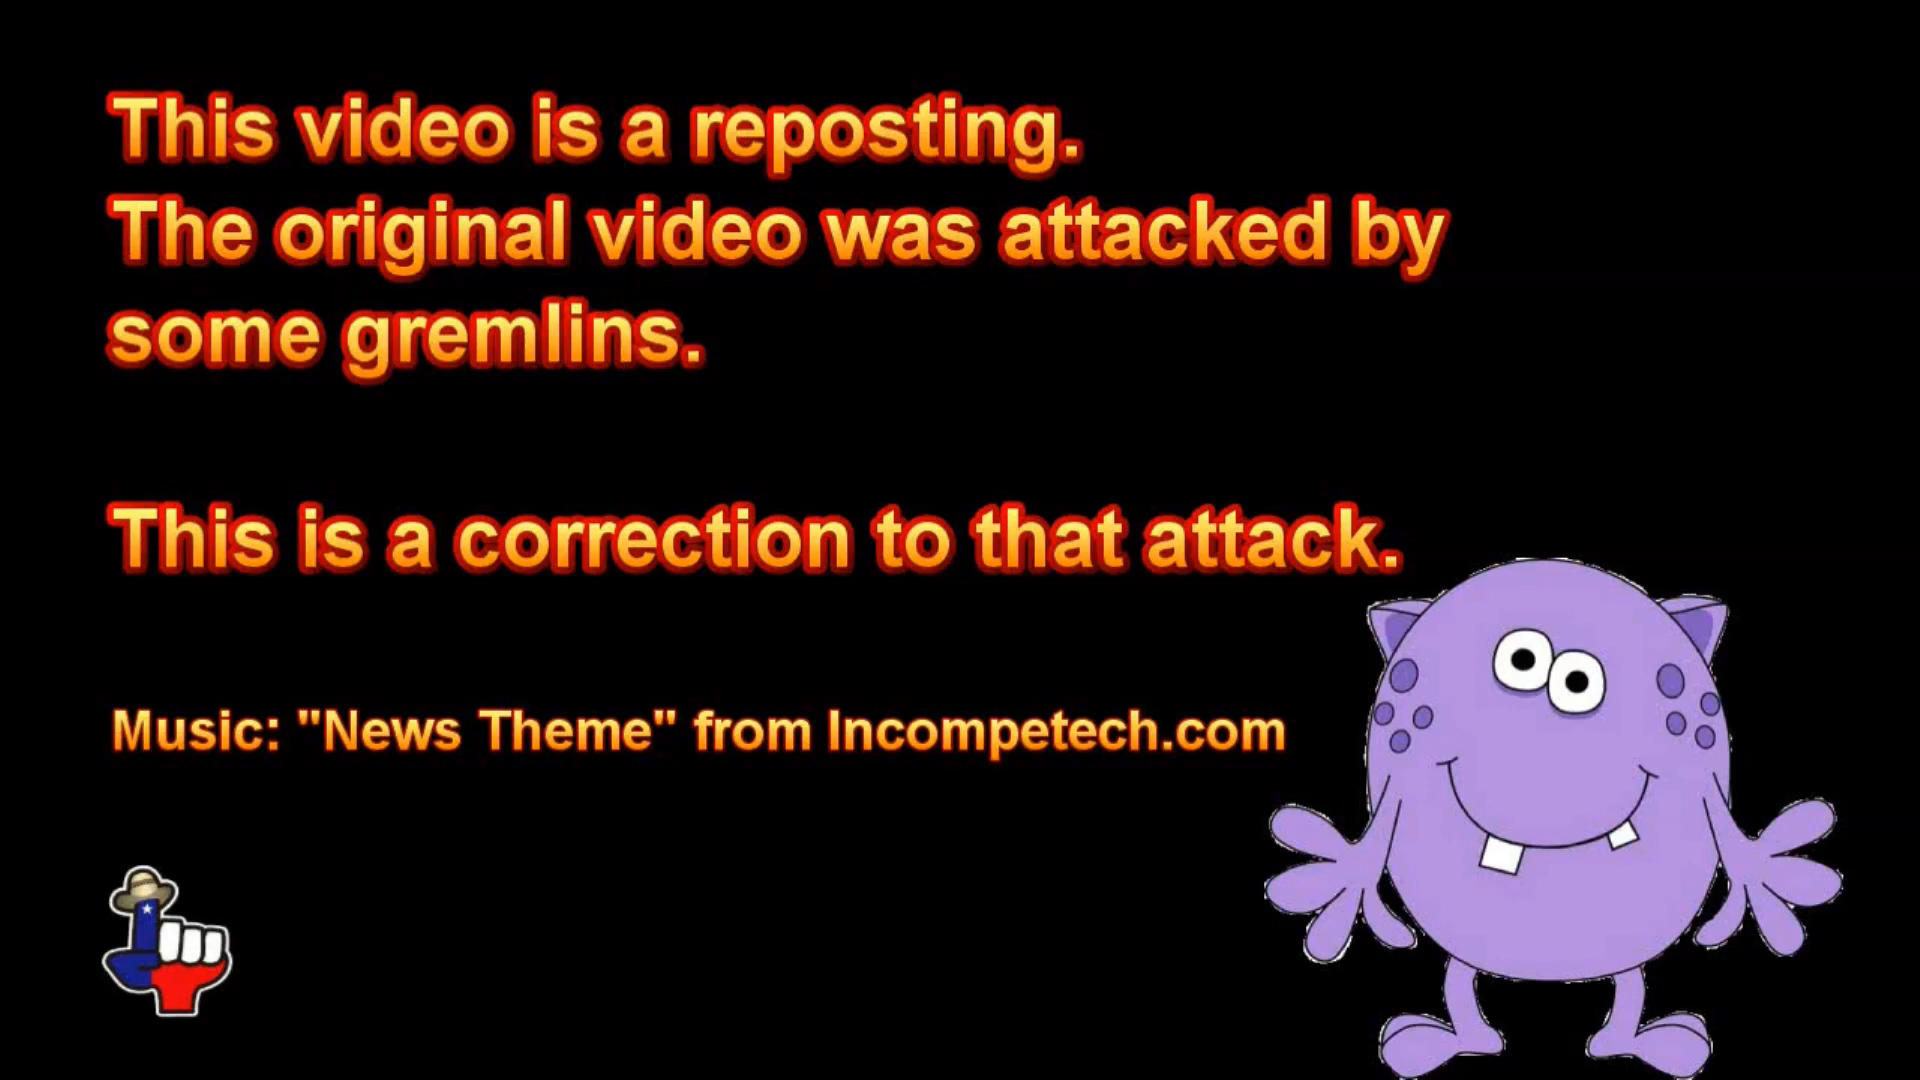 This video is a reposting.
The original video was attacked by
some gremlins.
This is a correction to that attack.
Music: "News Theme" from Incompetech.com